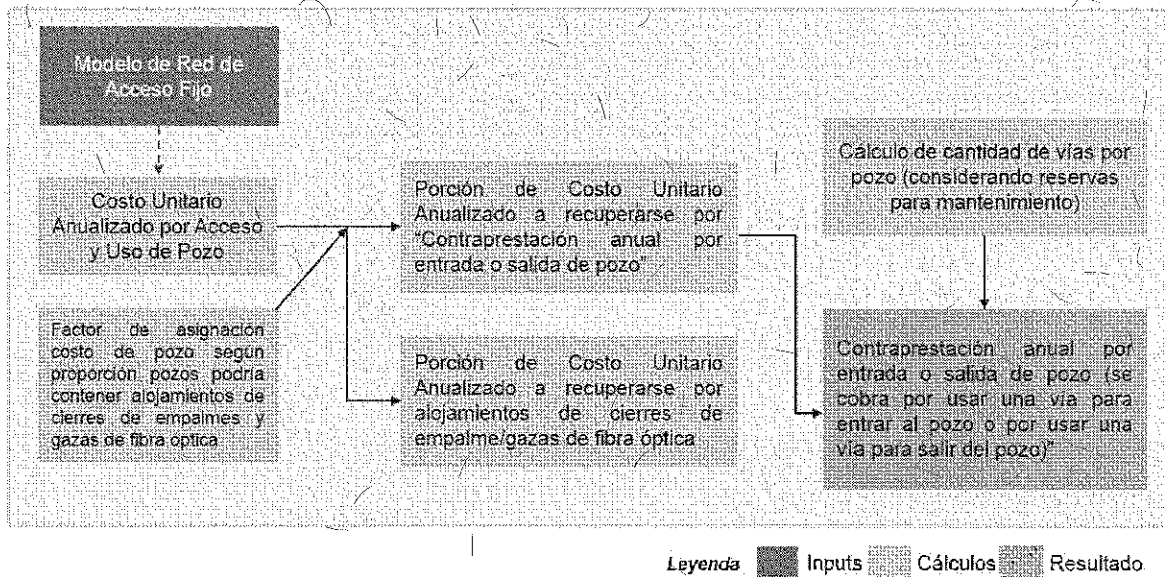 Modelo de Red de
Acceso Fijo
Costo Unitario
Anualizado por Acceso
y Uso de Pozo
Factor de asignación
costo de pozo según
proporción pozos podría
contener alojamientos de
cierres de empalmes y
gazas de fibra óptica
Porción de Costo Unitario
Anualizado a recuperarse por
"Contraprestación anual por
entrada o salida de pozo"
Porción de Costo Unitario
Anualizado a recuperarse por
alojamientos de cierres de
empalme/gazas de fibra óptica
Cálculo de cantidad de vías por
pozo (considerando reservas
para mantenimiento)
Contraprestación anual por
entrada o salida de pozo (se
cobra por usar una vía para
entrar al pozo o por usar una
vía para salir del pozo)"
Leyenda Inputs Cálculos Resultado